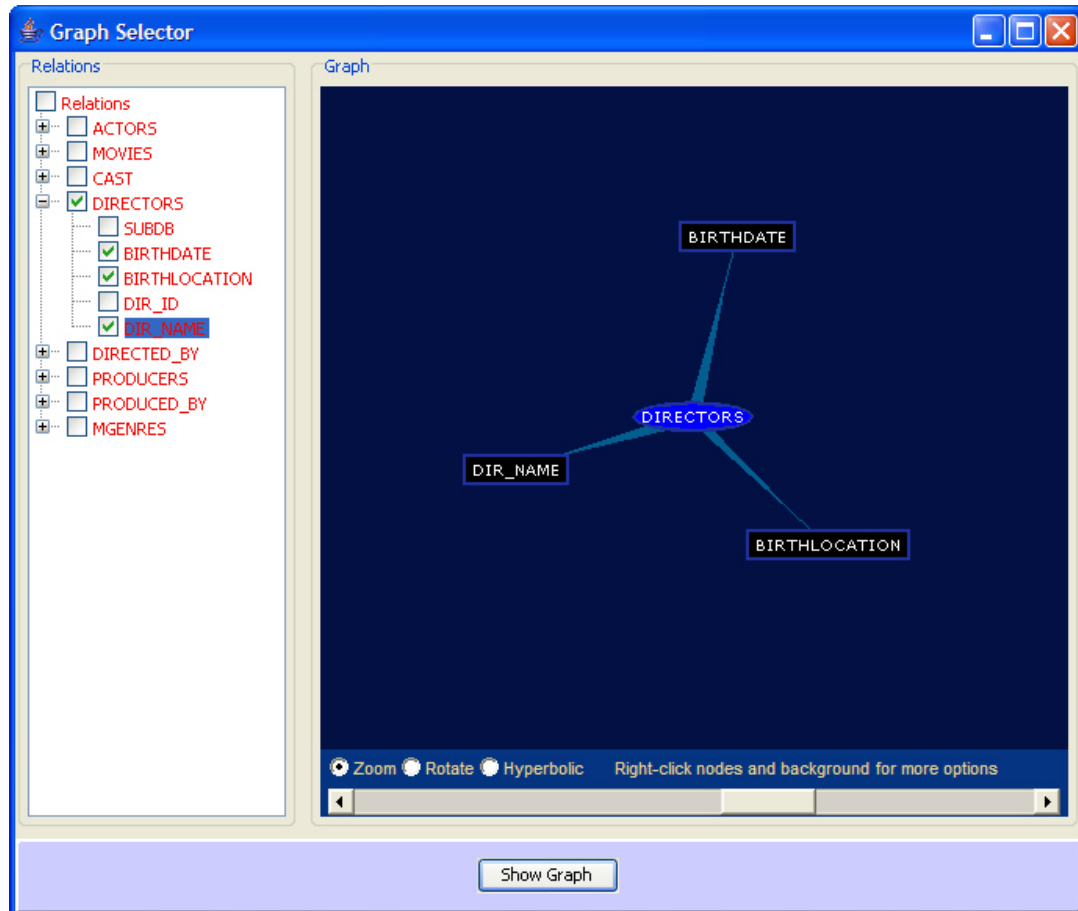 Graph Selector
Relations
Relations
ACTORS
MOVIES
CAST
DIRECTORS
SUBDB
BIRTHDATE
BIRTHLOCATION
DIR_ID
DIR_NAME
DIRECTED_BY
PRODUCERS
PRODUCED_BY
MGENRES
Graph
BIRTHDATE
DIRECTORS
DIR_NAME
BIRTHLOCATION
Zoom Rotate Hyperbolic Right-click nodes and background for more options
Show Graph